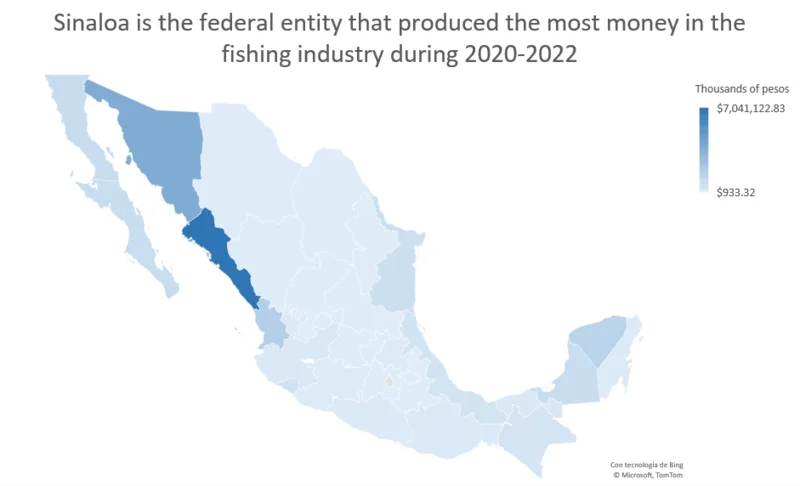 Sinaloa is the federal entity that produced the most money in the
fishing industry during 2020-2022
Thousands of pesos
$7,041,122.83
$933.32
Con tecnología de Bing
© Microsoft, TomTom